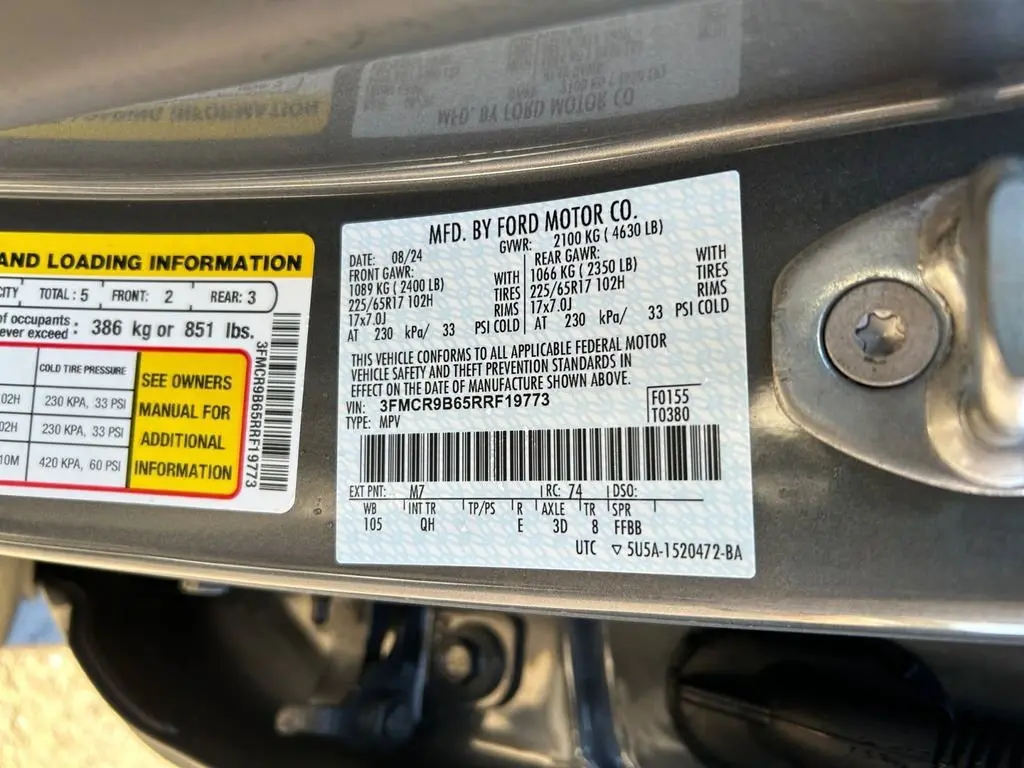 AND LOADING INFORMATION
CITY TOTAL : 5 FRONT: 2 REAR: 3
of occupants : 386 kg or 851 lbs.
ever exceed
COLD TIRE PRESSURE
02H 230 KPA, 33 PSI
02H 230 KPA, 33 PSI
10M 420 KPA, 60 PSI
SEE OWNERS
MANUAL FOR
ADDITIONAL
INFORMATION
3FMCR9B65RRF19773
MFD. BY FORD MOTOR CO.
DATE: 08/24 GVWR: 2100 KG ( 4630 LB)
FRONT GAWR: REAR GAWR:
1089 KG ( 2400 LB) WITH 1066 KG ( 2350 LB) WITH
225/65R17 102H TIRES 225/65R17 102H TIRES
17x7.0J RIMS 17x7.0J RIMS
AT 230 kPa/ 33 PSI COLD AT 230 kPa/ 33 PSI COLD
THIS VEHICLE CONFORMS TO ALL APPLICABLE FEDERAL MOTOR
VEHICLE SAFETY AND THEFT PREVENTION STANDARDS IN
EFFECT ON THE DATE OF MANUFACTURE SHOWN ABOVE.
VIN: 3FMCR9B65RRF19773 F0155
TYPE: MPV T0380
EXT PNT: M7 RC: 74 DSO:
WB INT TR TP/PS R AXLE TR SPR
105 QH E 3D 8 FFBB
UTC ▽ 5U5A-1520472-BA